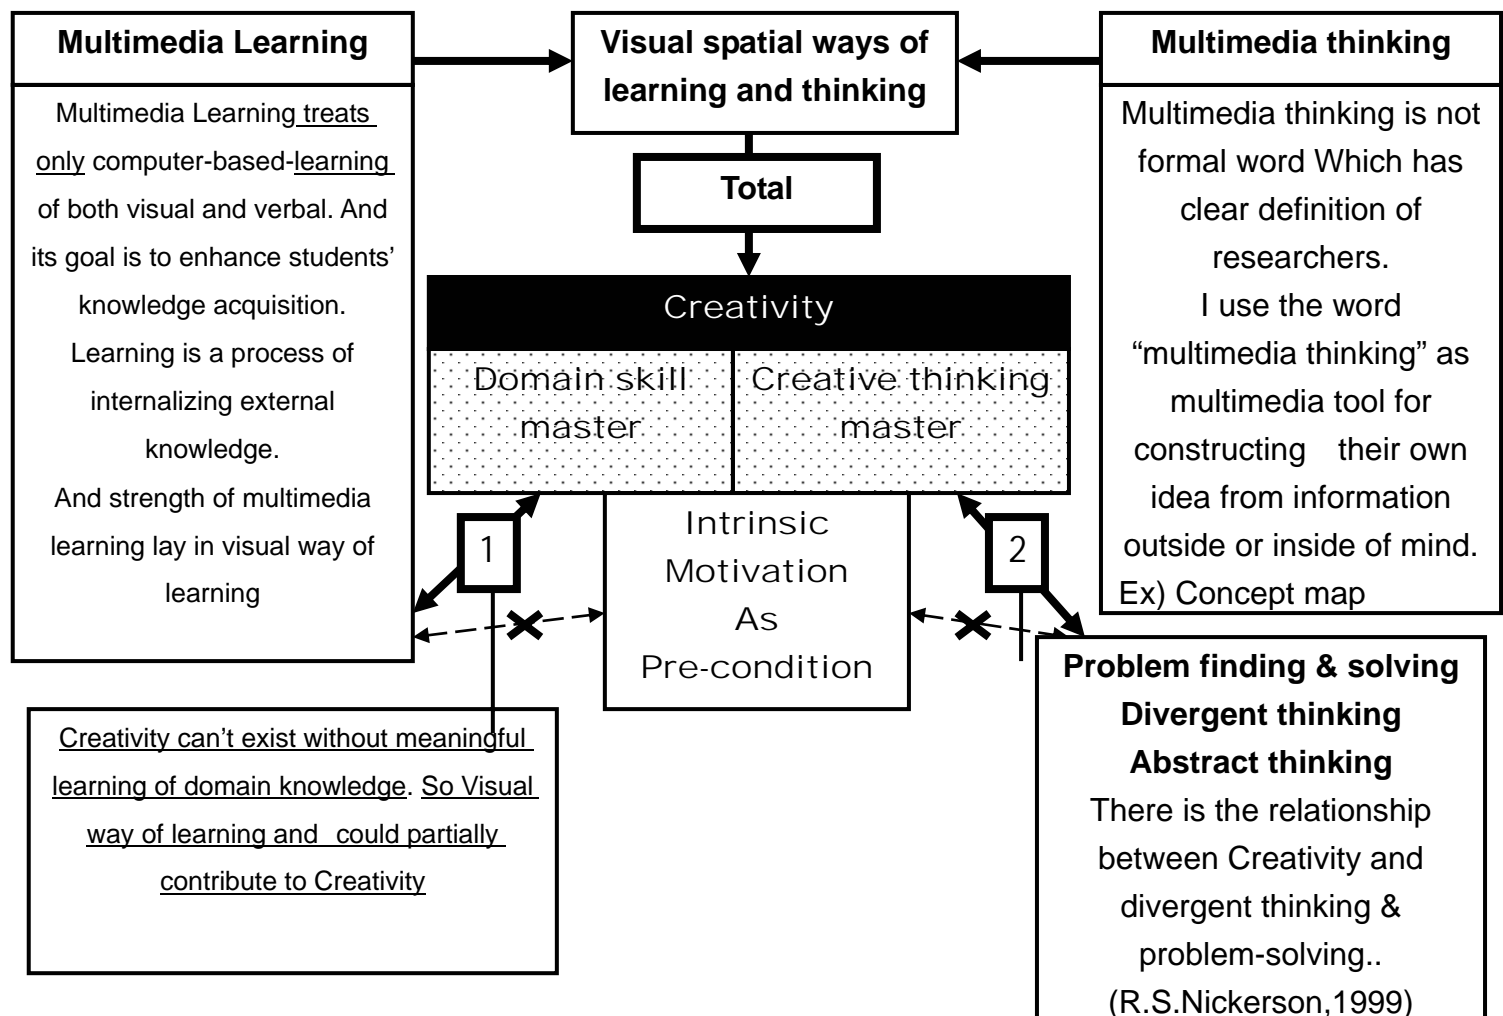 Multimedia Learning
Multimedia Learning treats
only computer-based-learning
of both visual and verbal. And
its goal is to enhance students’
knowledge acquisition.
Learning is a process of
internalizing external
knowledge.
And strength of multimedia
learning lay in visual way of
learning
Visual spatial ways of
learning and thinking
Total
Creativity
Domain skill
master
Creative thinking
master
Intrinsic
Motivation
As
Pre-condition
1
2
Multimedia thinking
Multimedia thinking is not
formal word Which has
clear definition of
researchers.
I use the word
“multimedia thinking” as
multimedia tool for
constructing their own
idea from information
outside or inside of mind.
Ex) Concept map
Creativity can’t exist without meaningful
learning of domain knowledge. So Visual
way of learning and could partially
contribute to Creativity
Problem finding & solving
Divergent thinking
Abstract thinking
There is the relationship
between Creativity and
divergent thinking &
problem-solving..
(R.S.Nickerson,1999)